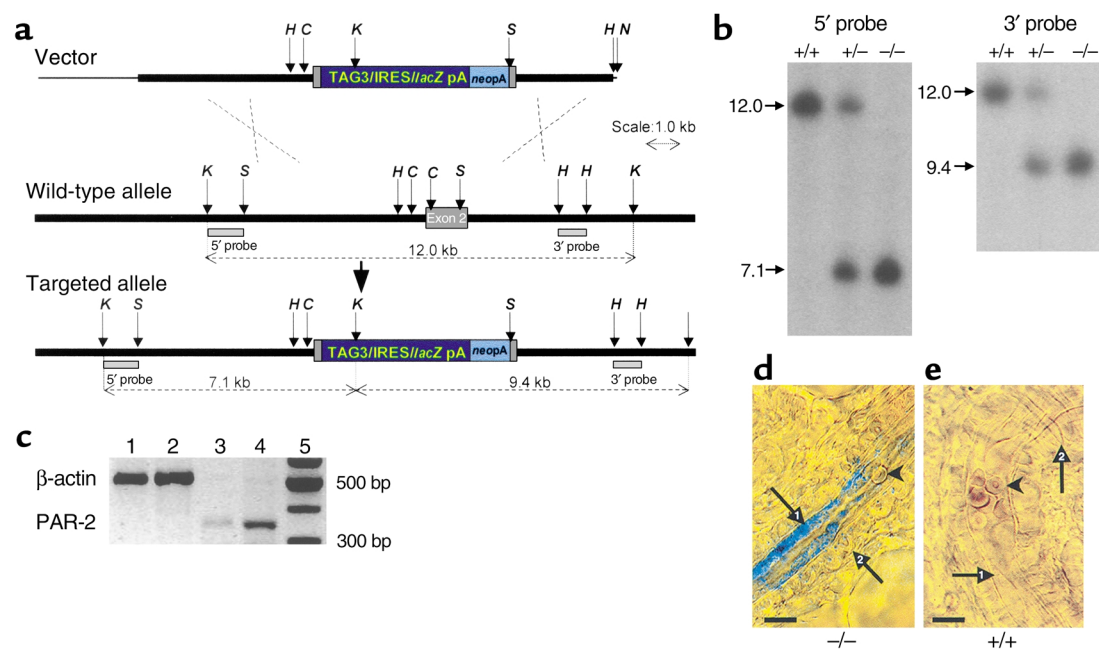 a
H C K S H N
Vector
TAG3/IRES/lacZ pA neopA
Scale:1.0 kb
K S H C C S H H K
Wild-type allele
Exon 2
5′ probe 3′ probe
12.0 kb
Targeted allele
K S H C K S H H
TAG3/IRES/lacZ pA neopA
5′ probe 3′ probe
7.1 kb 9.4 kb
b
5′ probe 3′ probe
+/+ +/– –/– +/+ +/– –/–
12.0 12.0
9.4
7.1
c
1 2 3 4 5
β-actin 500 bp
PAR-2 300 bp
d e
1 2 1 2
–/– +/+